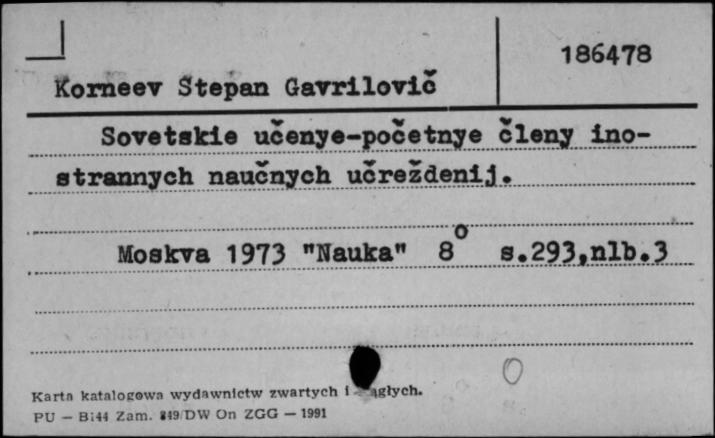 186478
Korneev Stepan Gavrilovič
Sovetskie učenye-početnye členy ino-
strannych naučnych učreždenij.
Moskva 1973 "Nauka" 8° s.293,nlb.3
Karta katalogowa wydawnictw zwartych i
PU — Bi44 Zam. 849/DW On ZGG — 1991